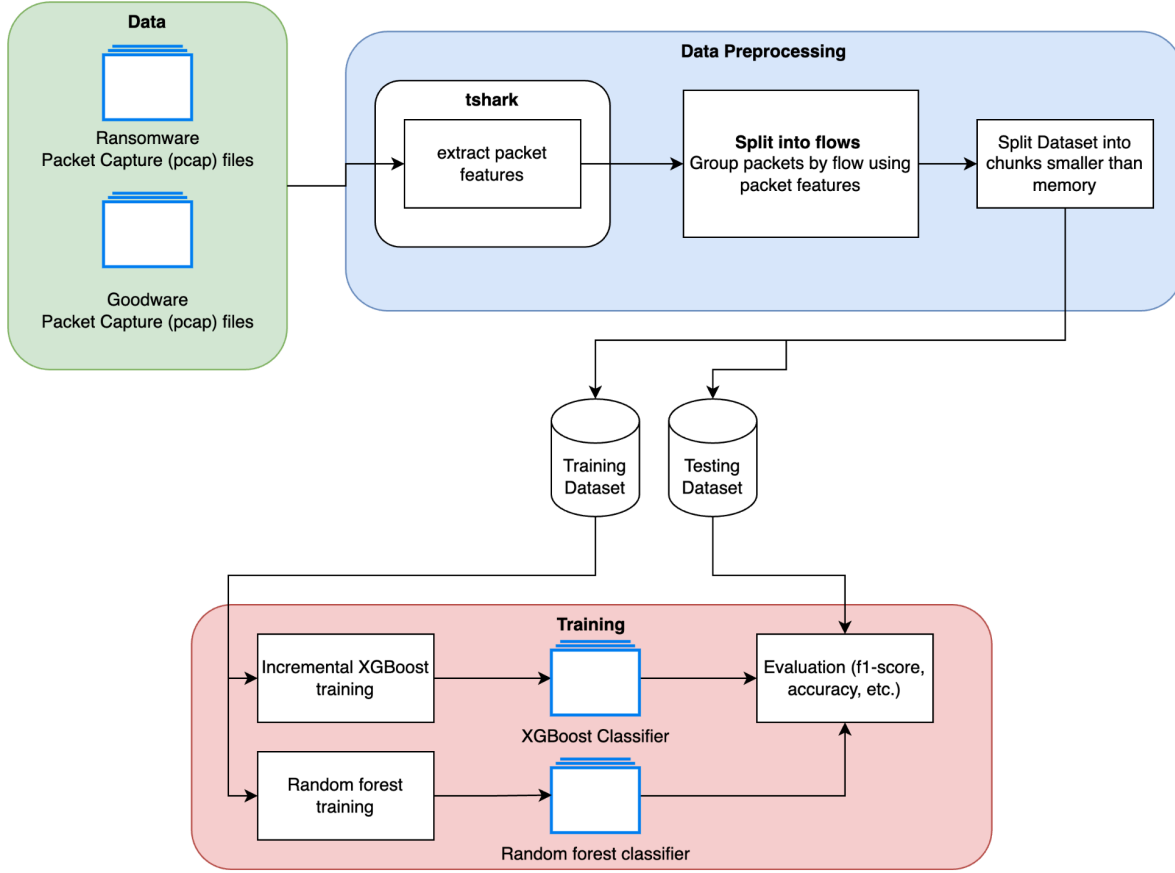 Data
Ransomware
Packet Capture (pcap) files
Goodware
Packet Capture (pcap) files
Data Preprocessing
tshark
extract packet
features
Split into flows
Group packets by flow using
packet features
Split Dataset into
chunks smaller than
memory
Training
Dataset
Testing
Dataset
Training
Incremental XGBoost
training
XGBoost Classifier
Evaluation (f1-score,
accuracy, etc.)
Random forest
training
Random forest classifier